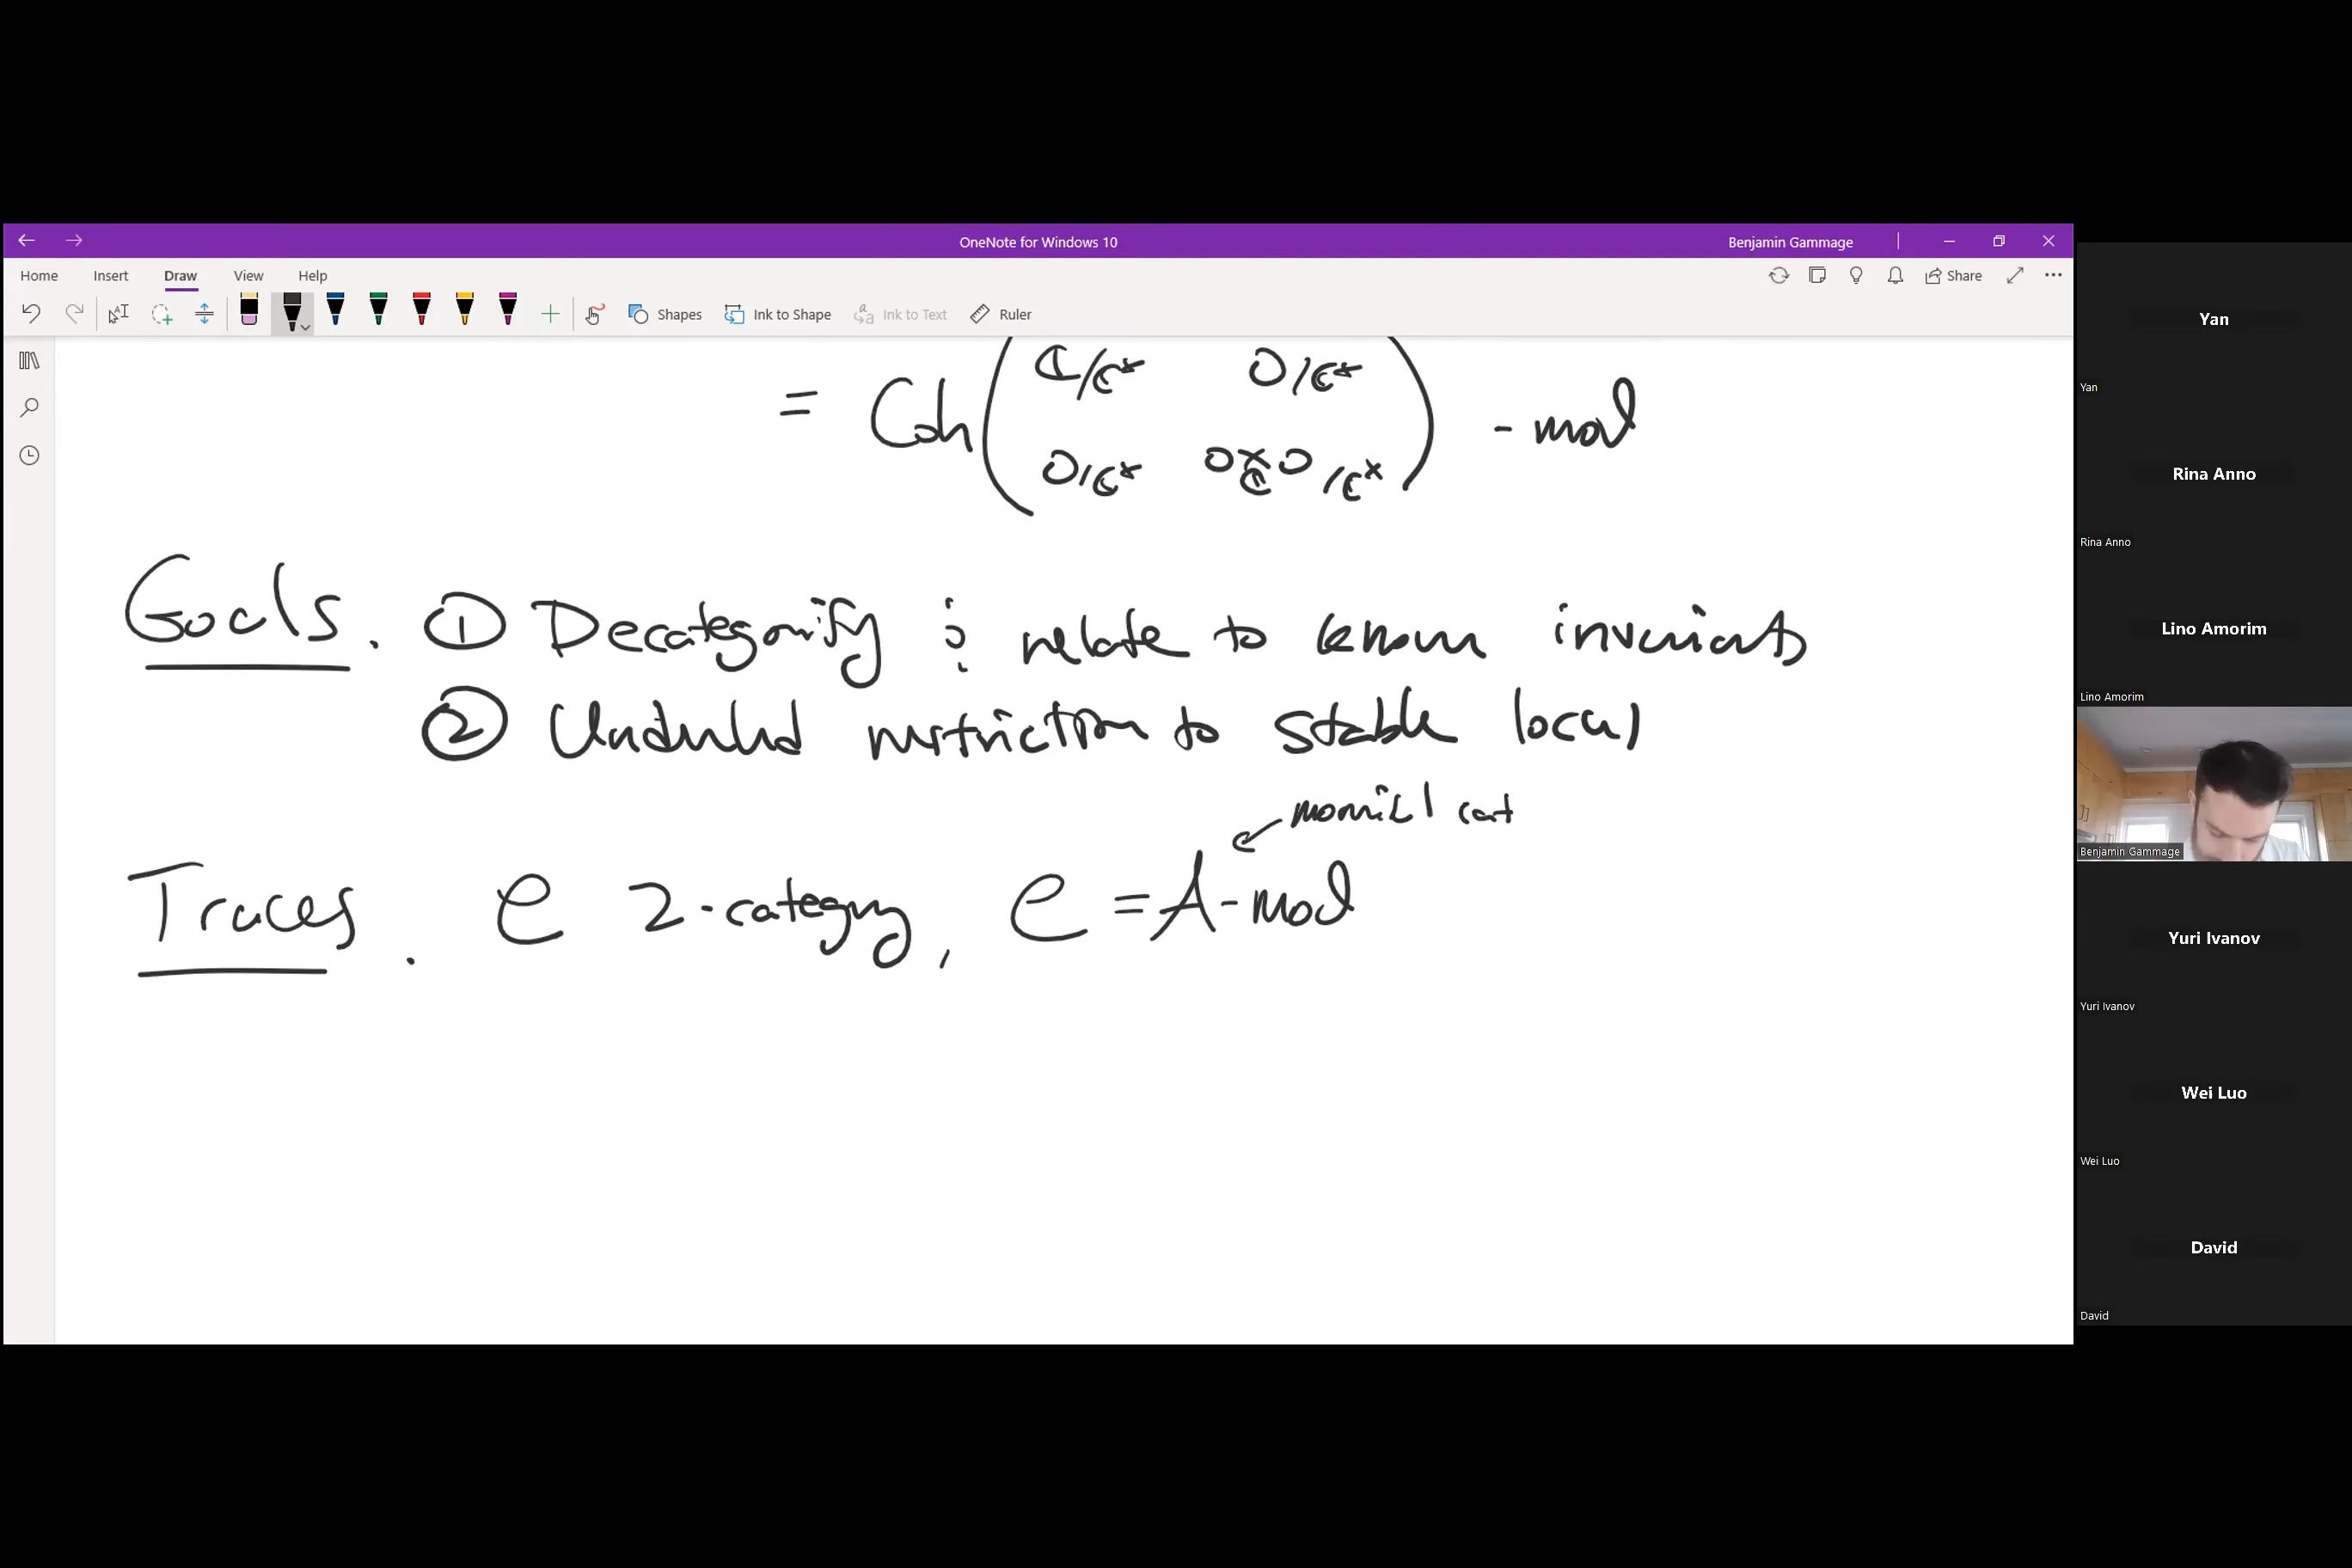 OneNote for Windows 10
Benjamin Gammage
Home Insert Draw View Help
Share
Shapes Ink to Shape Ink to Text Ruler
= Coh ( ℂ/ℂ* 0/ℂ* - mod
0/ℂ* 0×_ℂ 0 /ℂ* )
Goals. ① Decategorify & relate to known invariants
② Understand restriction to stable local
monoidal cat
Traces. C 2-category, C = A-mod
Yan
Yan
Rina Anno
Rina Anno
Lino Amorim
Lino Amorim
Benjamin Gammage
Yuri Ivanov
Yuri Ivanov
Wei Luo
Wei Luo
David
David